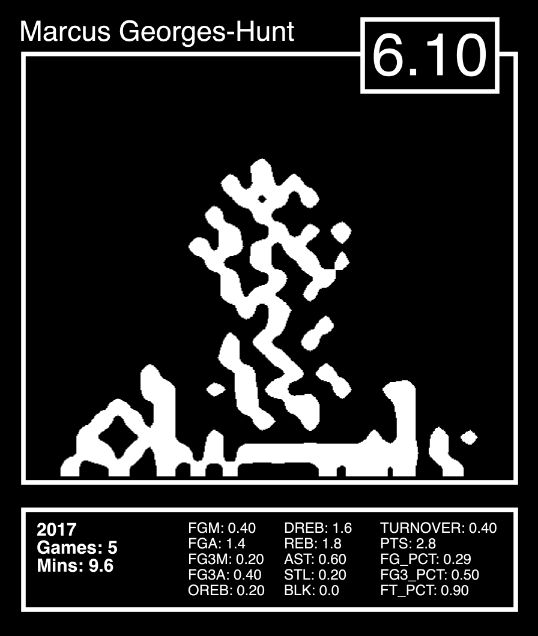 Marcus Georges-Hunt
6.10
2017
Games: 5
Mins: 9.6
FGM: 0.40
FGA: 1.4
FG3M: 0.20
FG3A: 0.40
OREB: 0.20
DREB: 1.6
REB: 1.8
AST: 0.60
STL: 0.20
BLK: 0.0
TURNOVER: 0.40
PTS: 2.8
FG_PCT: 0.29
FG3_PCT: 0.50
FT_PCT: 0.90